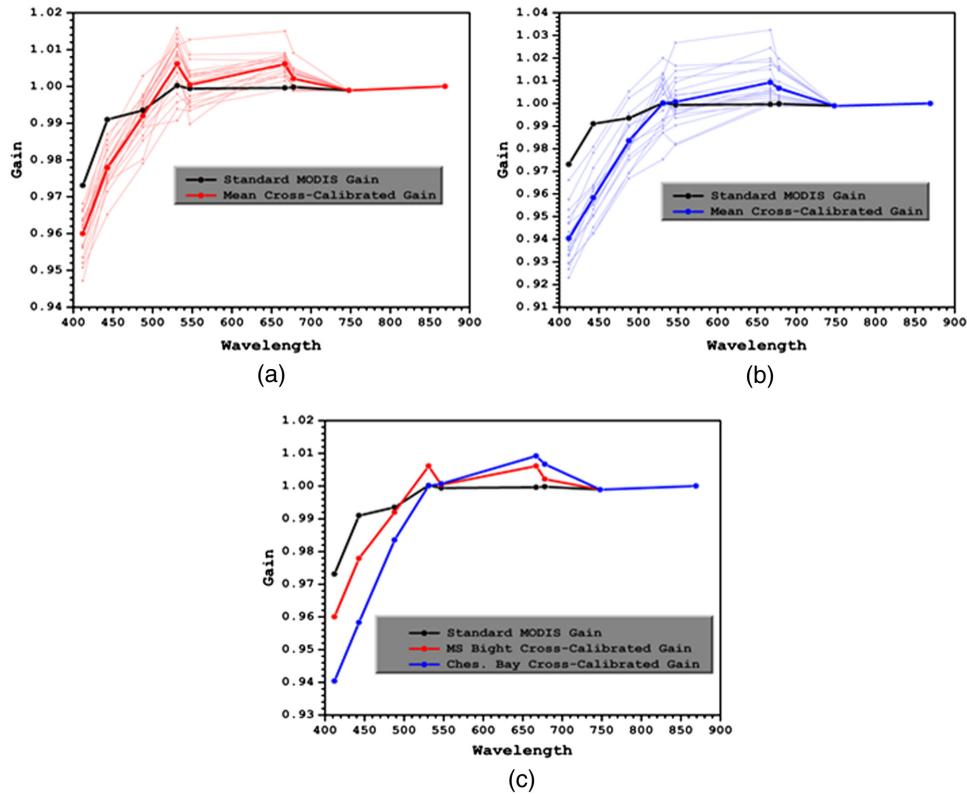 1.02
1.01
1.00
0.99
0.98
0.97
0.96
0.95
0.94
Gain
Standard MODIS Gain
Mean Cross-Calibrated Gain
400 450 500 550 600 650 700 750 800 850 900
Wavelength
(a)
1.04
1.03
1.02
1.01
1.00
0.99
0.98
0.97
0.96
0.95
0.94
0.93
0.92
0.91
Gain
Standard MODIS Gain
Mean Cross-Calibrated Gain
400 450 500 550 600 650 700 750 800 850 900
Wavelength
(b)
1.02
1.01
1.00
0.99
0.98
0.97
0.96
0.95
0.94
0.93
Gain
Standard MODIS Gain
MS Bight Cross-Calibrated Gain
Ches. Bay Cross-Calibrated Gain
400 450 500 550 600 650 700 750 800 850 900
Wavelength
(c)